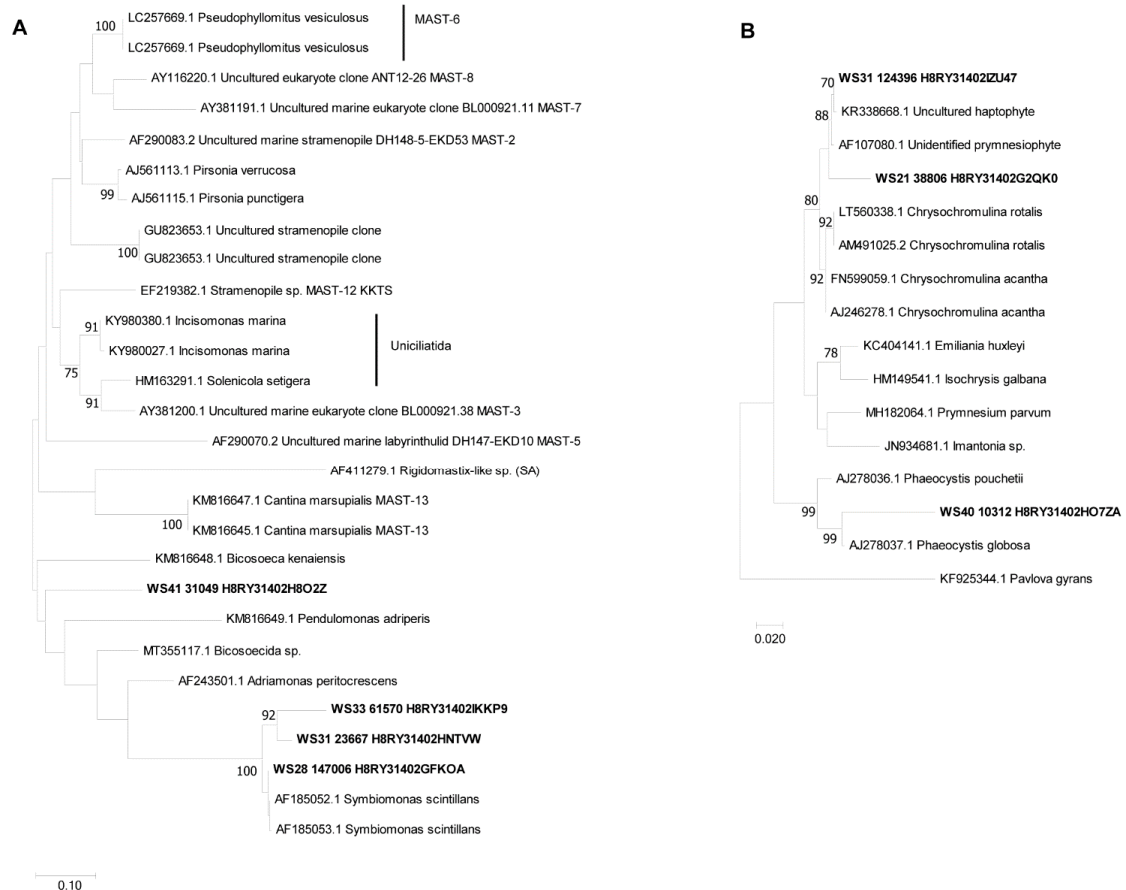 A
100
LC257669.1 Pseudophyllomitus vesiculosus
LC257669.1 Pseudophyllomitus vesiculosus
MAST-6
AY116220.1 Uncultured eukaryote clone ANT12-26 MAST-8
AY381191.1 Uncultured marine eukaryote clone BL000921.11 MAST-7
AF290083.2 Uncultured marine stramenopile DH148-5-EKD53 MAST-2
AJ561113.1 Pirsonia verrucosa
99
AJ561115.1 Pirsonia punctigera
GU823653.1 Uncultured stramenopile clone
100
GU823653.1 Uncultured stramenopile clone
EF219382.1 Stramenopile sp. MAST-12 KKTS
KY980380.1 Incisomonas marina
91
KY980027.1 Incisomonas marina
Uniciliatida
75
HM163291.1 Solenicola setigera
91
AY381200.1 Uncultured marine eukaryote clone BL000921.38 MAST-3
AF290070.2 Uncultured marine labyrinthulid DH147-EKD10 MAST-5
AF411279.1 Rigidomastix-like sp. (SA)
KM816647.1 Cantina marsupialis MAST-13
100
KM816645.1 Cantina marsupialis MAST-13
KM816648.1 Bicosoeca kenaiensis
WS41 31049 H8RY31402H8O2Z
KM816649.1 Pendulomonas adriperis
MT355117.1 Bicosoecida sp.
AF243501.1 Adriamonas peritocrescens
92
WS33 61570 H8RY31402IKKP9
WS31 23667 H8RY31402HNTVW
100
WS28 147006 H8RY31402GFKOA
AF185052.1 Symbiomonas scintillans
AF185053.1 Symbiomonas scintillans
0.10
B
70
WS31 124396 H8RY31402IZU47
88
KR338668.1 Uncultured haptophyte
AF107080.1 Unidentified prymnesiophyte
WS21 38806 H8RY31402G2QK0
80
LT560338.1 Chrysochromulina rotalis
92
AM491025.2 Chrysochromulina rotalis
92
FN599059.1 Chrysochromulina acantha
AJ246278.1 Chrysochromulina acantha
78
KC404141.1 Emiliania huxleyi
HM149541.1 Isochrysis galbana
MH182064.1 Prymnesium parvum
JN934681.1 Imantonia sp.
AJ278036.1 Phaeocystis pouchetii
99
WS40 10312 H8RY31402HO7ZA
99
AJ278037.1 Phaeocystis globosa
KF925344.1 Pavlova gyrans
0.020